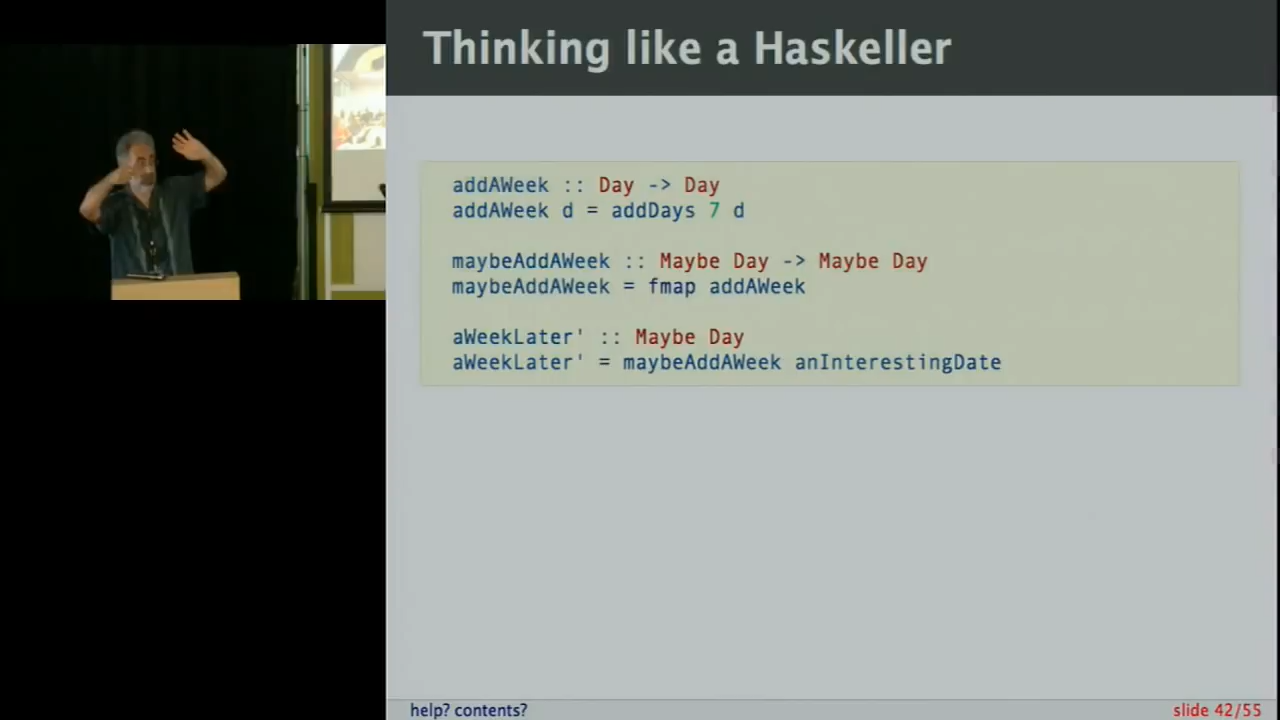 Thinking like a Haskeller
addAWeek :: Day -> Day
addAWeek d = addDays 7 d
maybeAddAWeek :: Maybe Day -> Maybe Day
maybeAddAWeek = fmap addAWeek
aWeekLater' :: Maybe Day
aWeekLater' = maybeAddAWeek anInterestingDate
help? contents?
slide 42/55